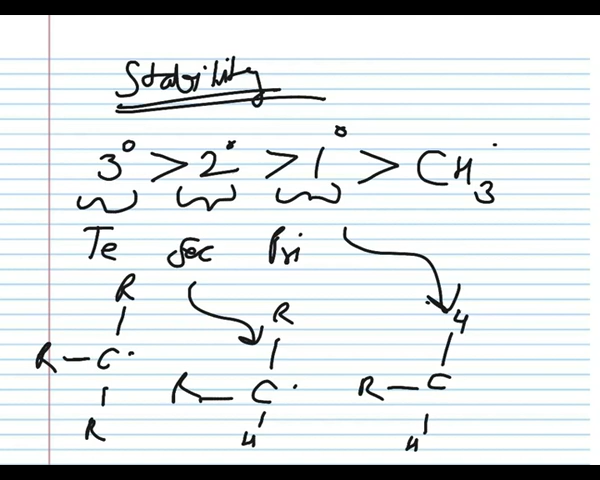 Stability
3° > 2° > 1° > CH3
Te Sec Pri
R R H
R–C· R–C· R–C
R H H